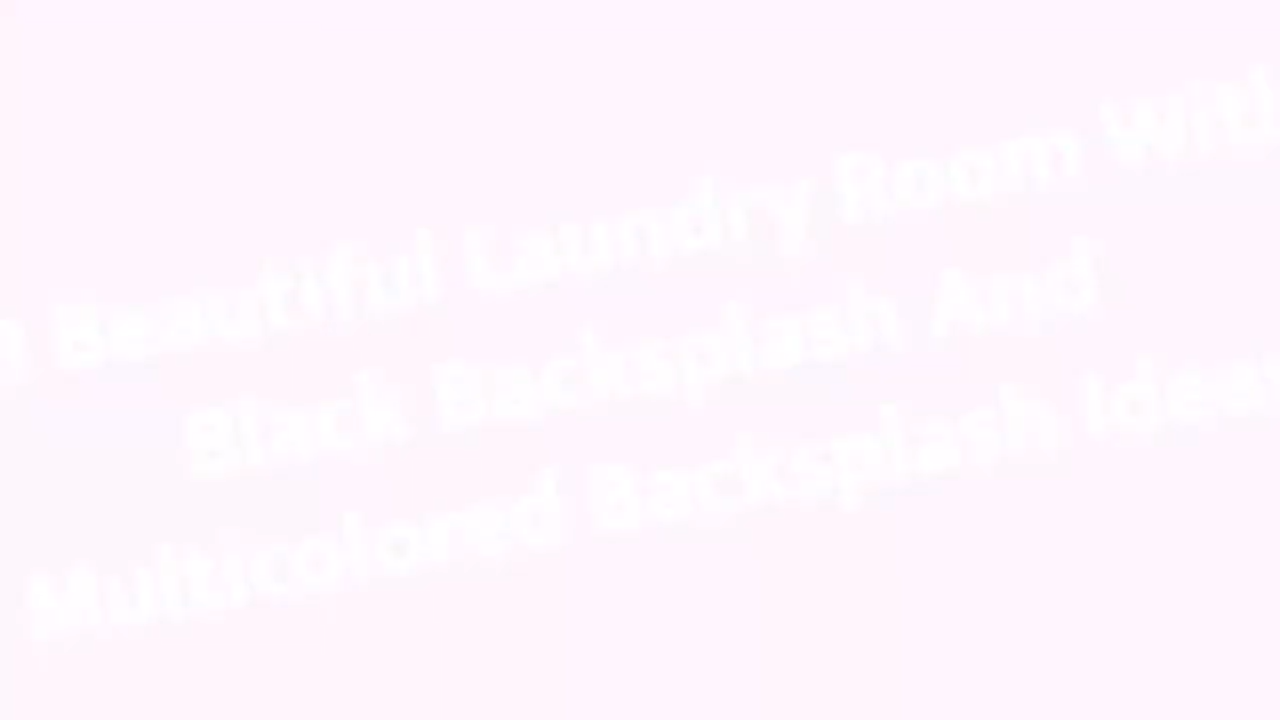 Beautiful Laundry Room With
Black Backsplash And
Multicolored Backsplash Ideas